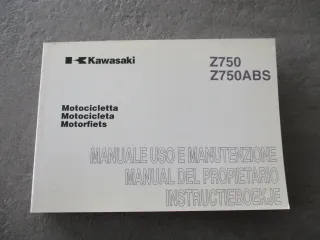 Kawasaki
Z750
Z750ABS
Motocicletta
Motocicleta
Motorfiets
MANUALE USO E MANUTENZIONE
MANUAL DEL PROPIETARIO
INSTRUCTIEBOEKJE